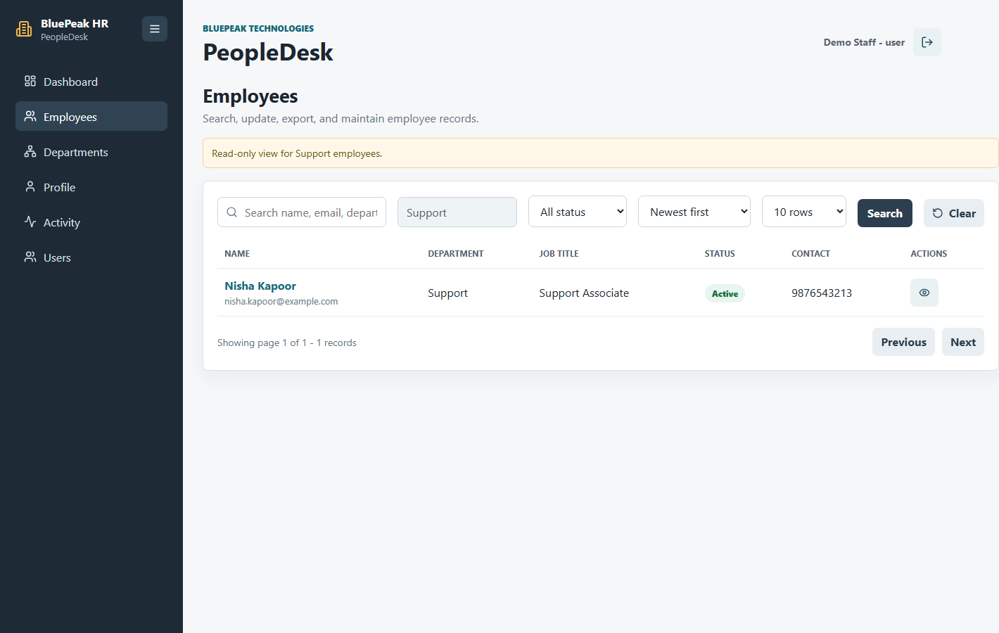 BluePeak HR
PeopleDesk
Dashboard
Employees
Departments
Profile
Activity
Users
BLUEPEAK TECHNOLOGIES
PeopleDesk
Demo Staff - user
Employees
Search, update, export, and maintain employee records.
Read-only view for Support employees.
Search name, email, depart
Support
All status
Newest first
10 rows
Search
Clear
NAME DEPARTMENT JOB TITLE STATUS CONTACT ACTIONS
Nisha Kapoor
nisha.kapoor@example.com
Support
Support Associate
Active
9876543213
Showing page 1 of 1 - 1 records
Previous
Next